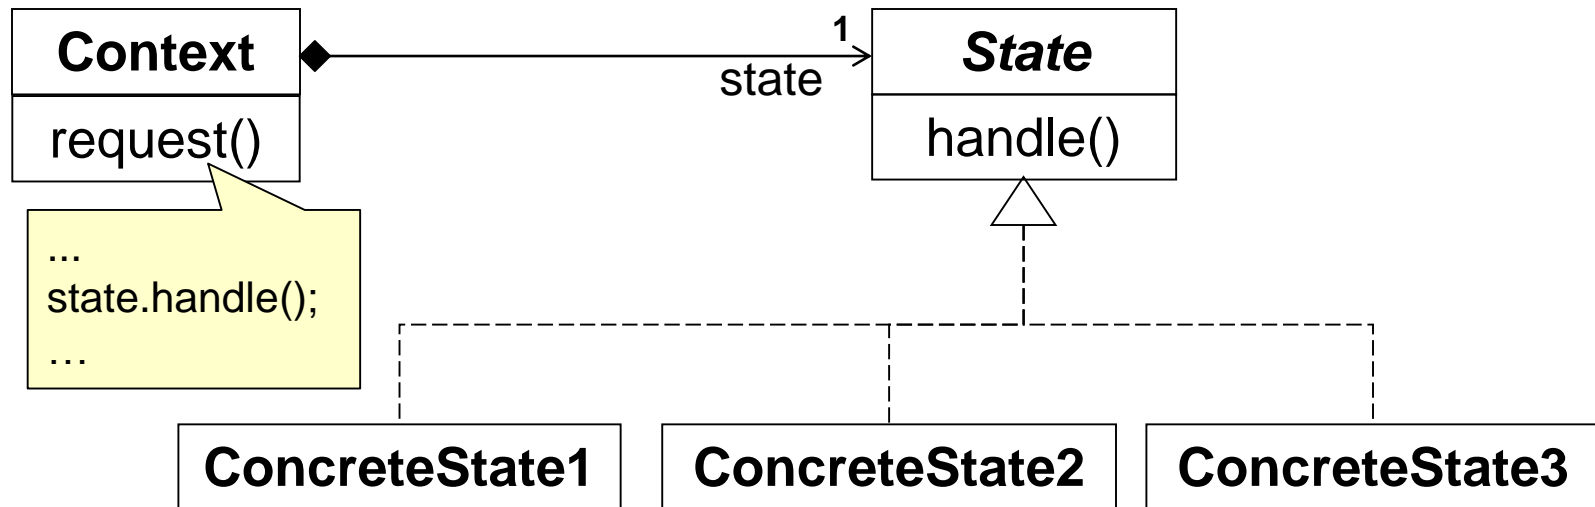 Context
1
State
state
request()
handle()
...
state.handle();
…
ConcreteState1
ConcreteState2
ConcreteState3